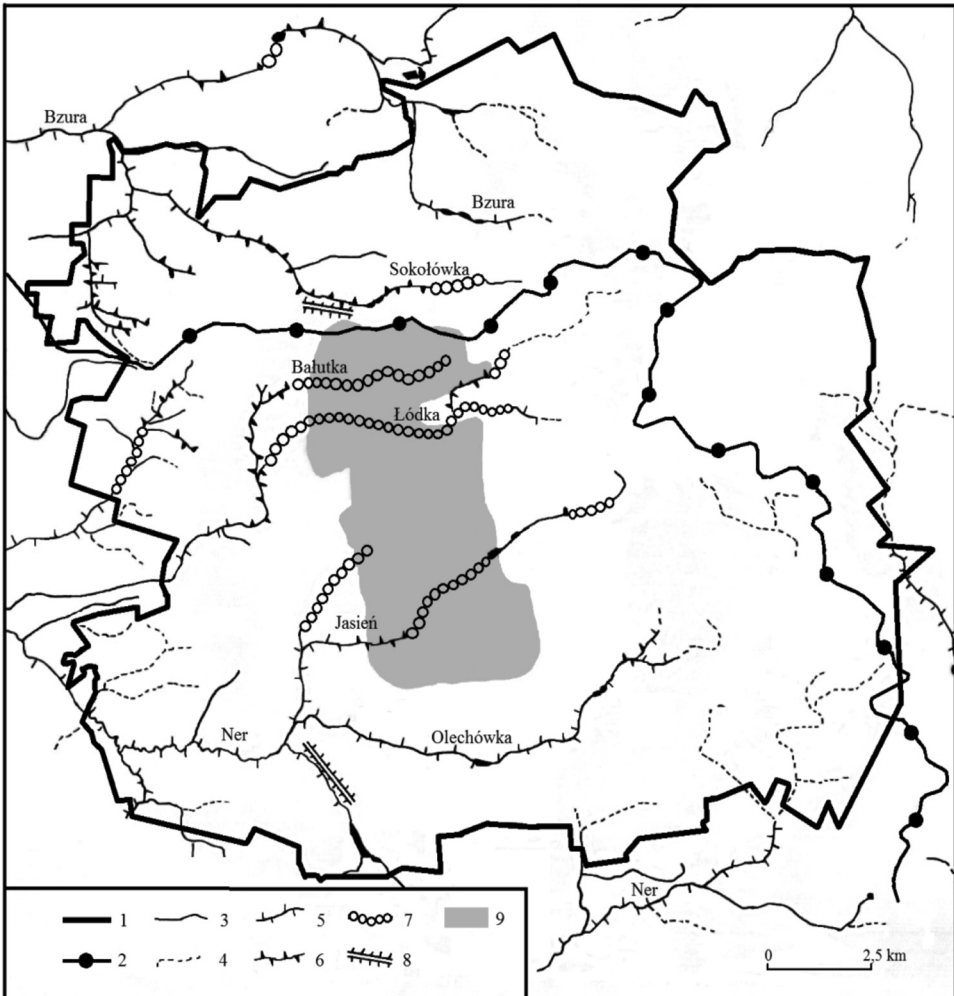 Bzura
Bzura
Sokołówka
Bałutka
Łódka
Jasień
Ner
Olechówka
Ner
1 3 5 7 9
2 4 6 8
0 2,5 km